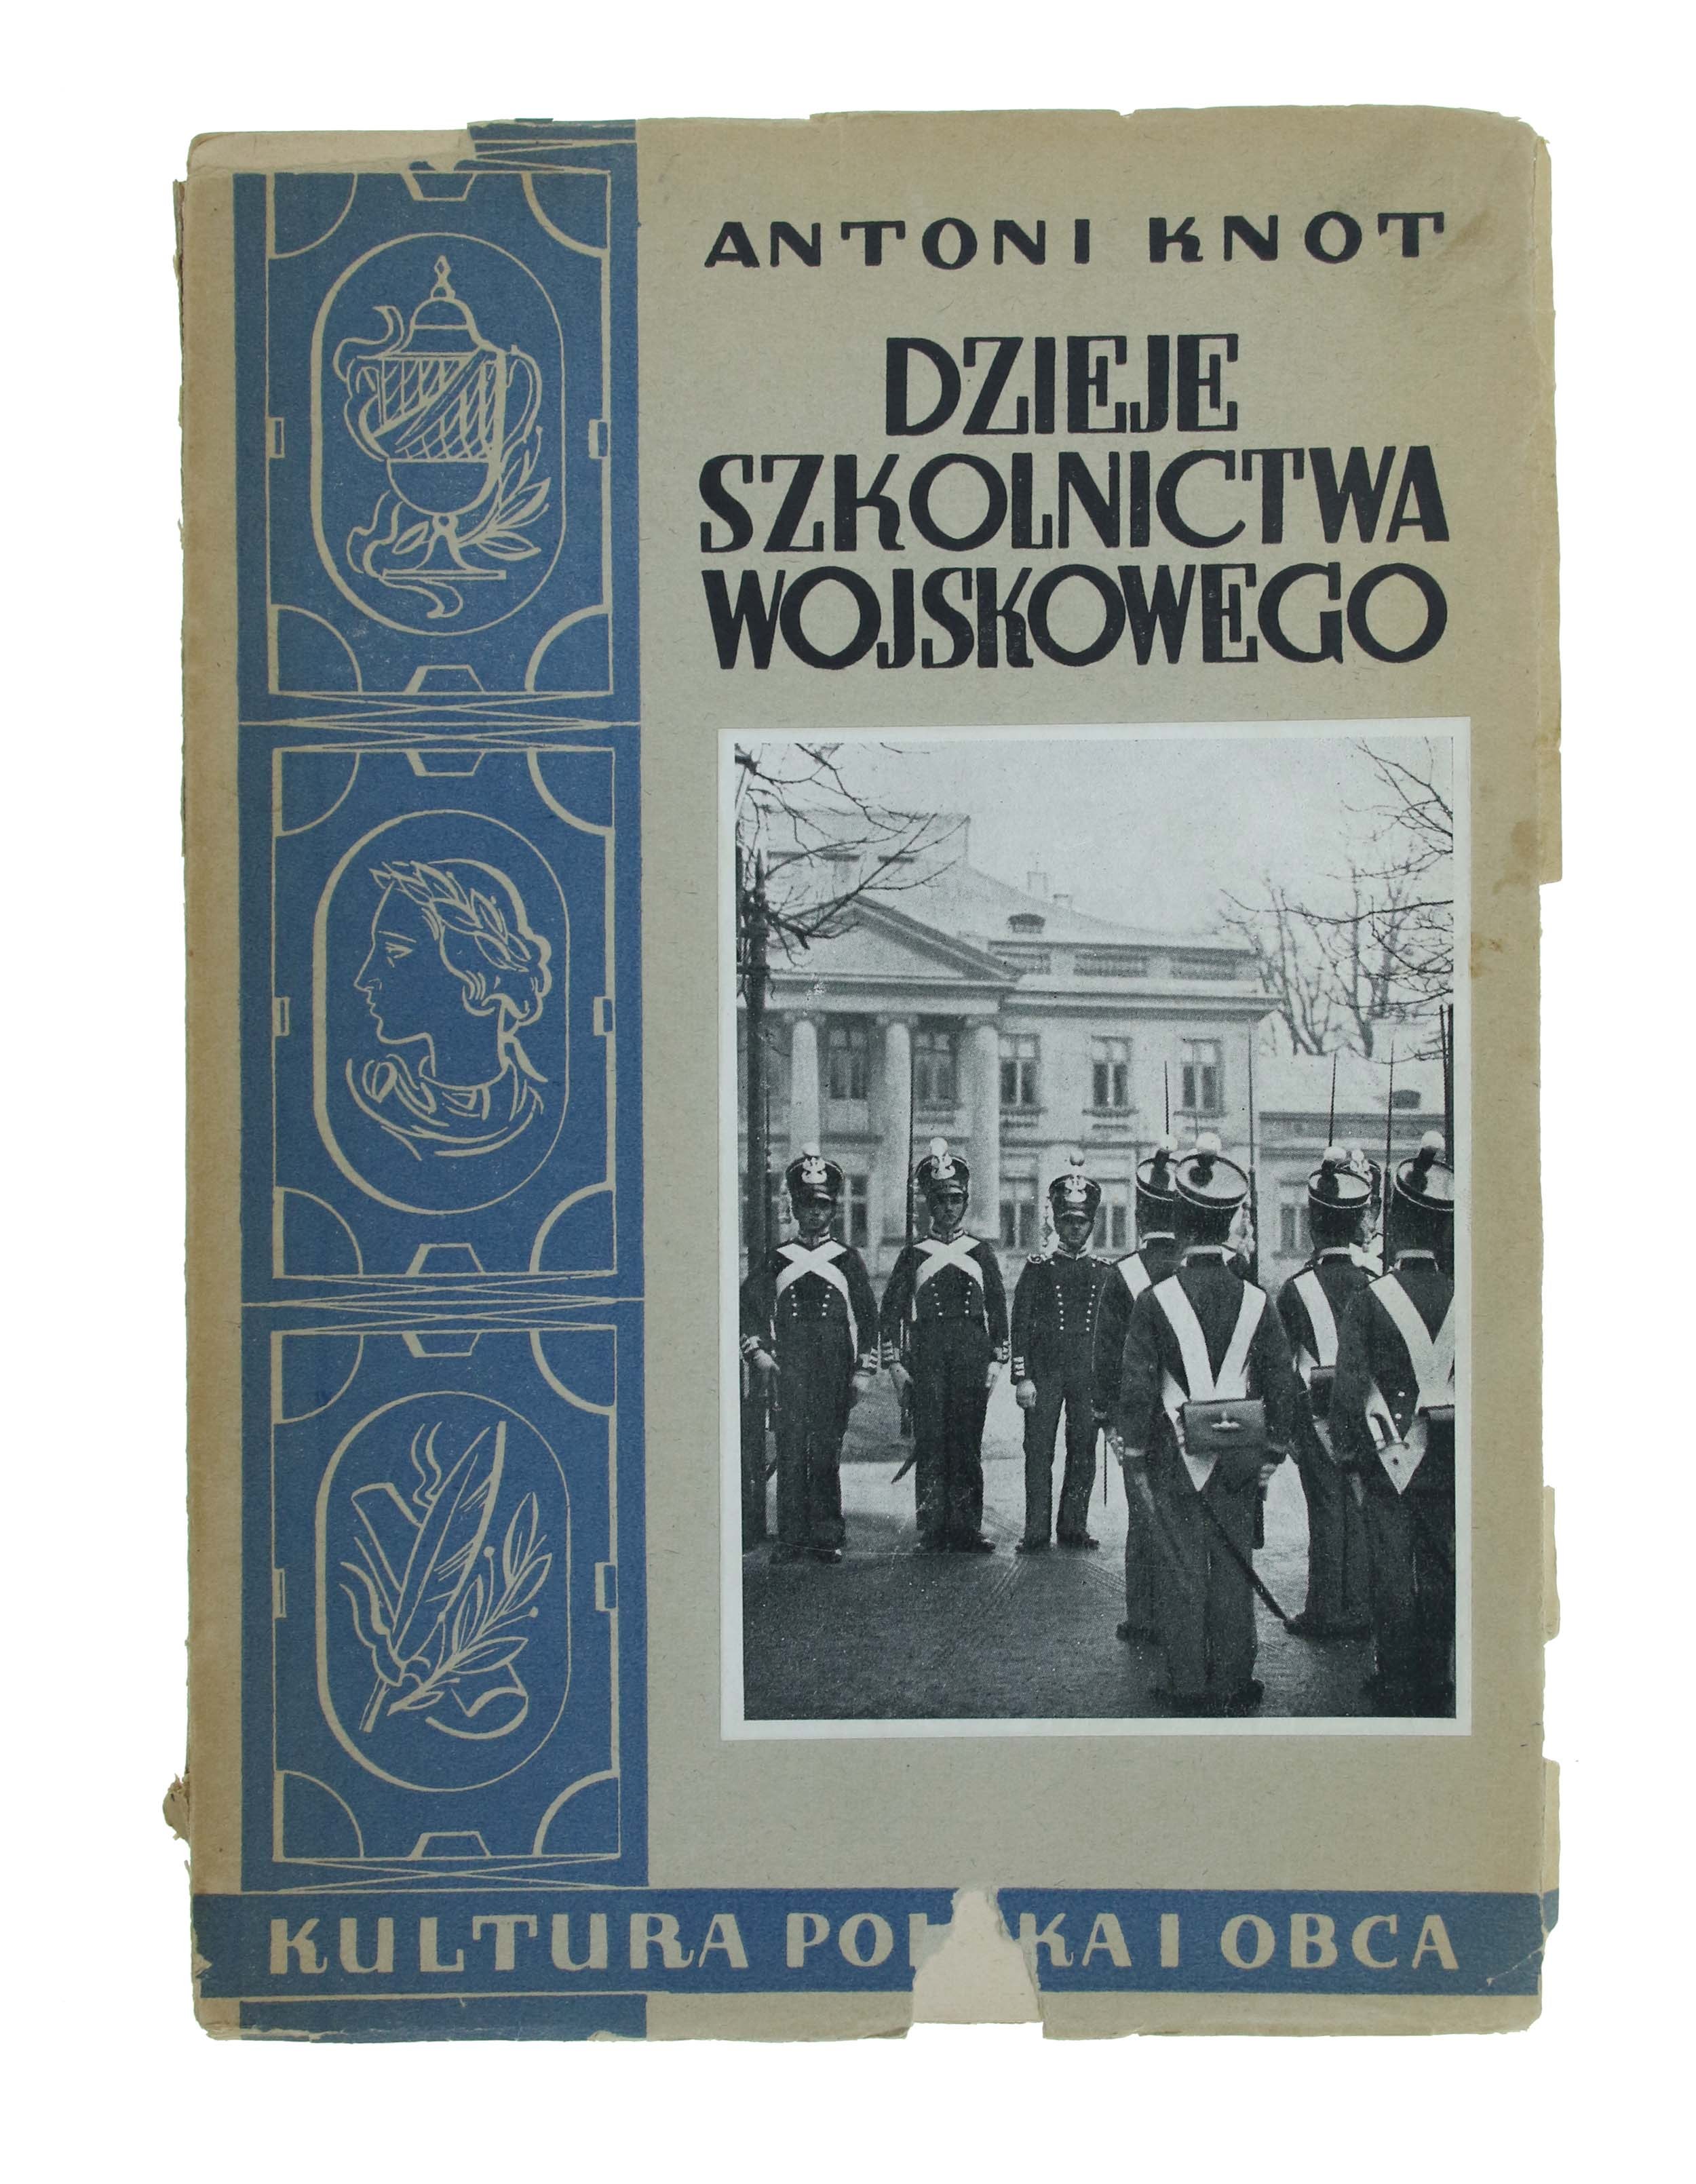 ANTONI KNOT
DZIEJE
SZKOLNICTWA
WOJSKOWEGO
KULTURA I OBCA